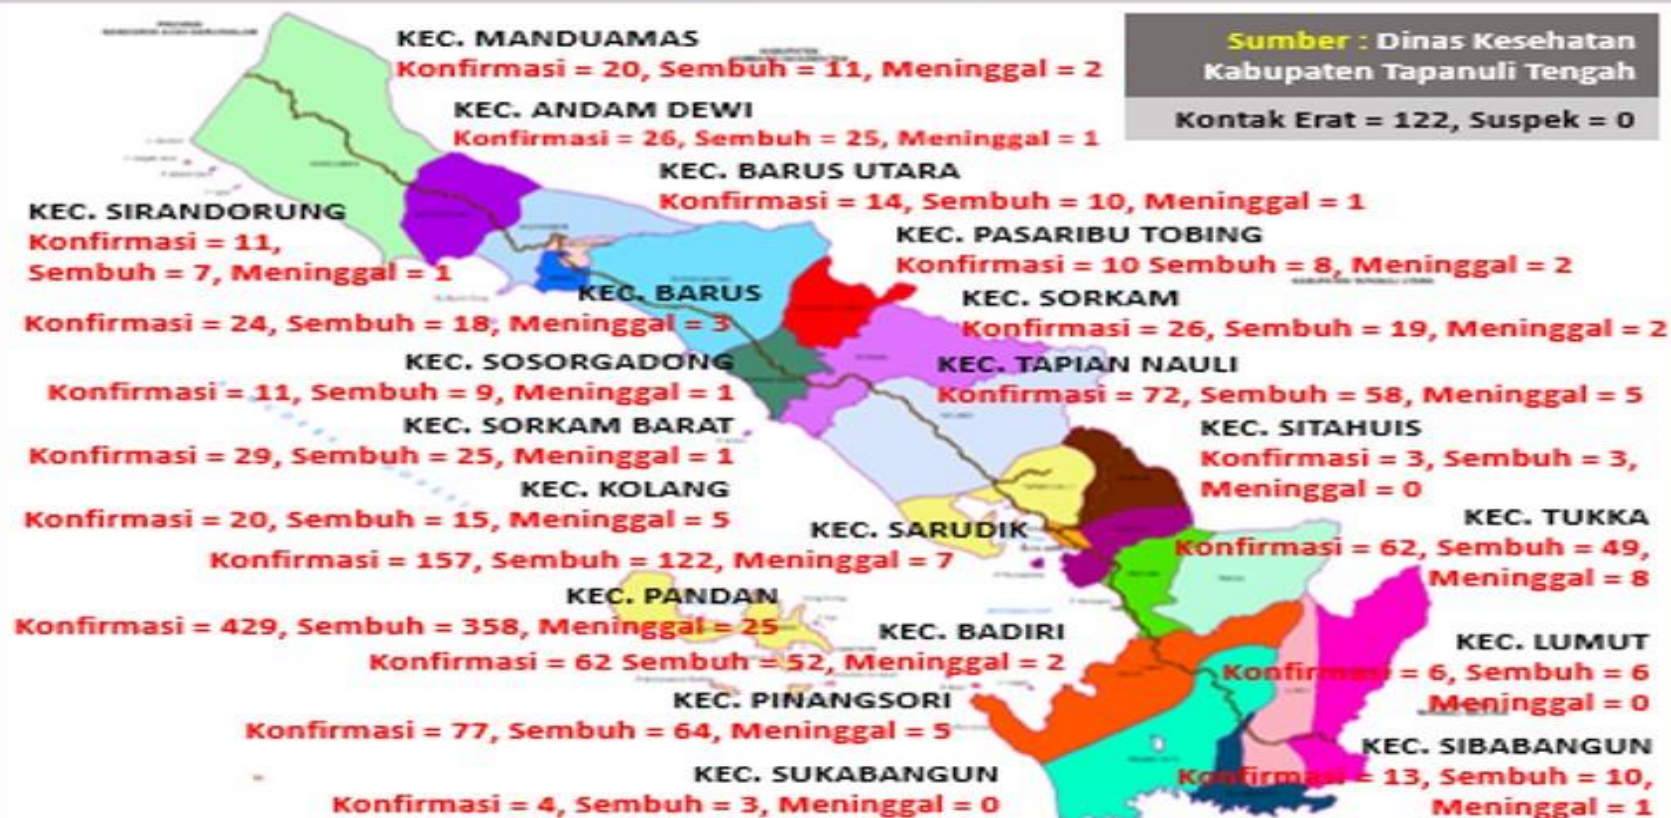 KEC. MANDUAMAS
Konfirmasi = 20, Sembuh = 11, Meninggal = 2
Sumber : Dinas Kesehatan
Kabupaten Tapanuli Tengah
Kontak Erat = 122, Suspek = 0
KEC. ANDAM DEWI
Konfirmasi = 26, Sembuh = 25, Meninggal = 1
KEC. BARUS UTARA
Konfirmasi = 14, Sembuh = 10, Meninggal = 1
KEC. SIRANDORUNG
Konfirmasi = 11,
Sembuh = 7, Meninggal = 1
KEC. PASARIBU TOBING
Konfirmasi = 10 Sembuh = 8, Meninggal = 2
KEC. BARUS
Konfirmasi = 24, Sembuh = 18, Meninggal = 3
KEC. SORKAM
Konfirmasi = 26, Sembuh = 19, Meninggal = 2
KEC. SOSORGADONG
Konfirmasi = 11, Sembuh = 9, Meninggal = 1
KEC. TAPIAN NAULI
Konfirmasi = 72, Sembuh = 58, Meninggal = 5
KEC. SORKAM BARAT
Konfirmasi = 29, Sembuh = 25, Meninggal = 1
KEC. SITAHUIS
Konfirmasi = 3, Sembuh = 3,
Meninggal = 0
KEC. KOLANG
Konfirmasi = 20, Sembuh = 15, Meninggal = 5
KEC. SARUDIK
Konfirmasi = 157, Sembuh = 122, Meninggal = 7
KEC. TUKKA
Konfirmasi = 62, Sembuh = 49,
Meninggal = 8
KEC. PANDAN
Konfirmasi = 429, Sembuh = 358, Meninggal = 25
KEC. BADIRI
Konfirmasi = 62 Sembuh = 52, Meninggal = 2
KEC. LUMUT
Konfirmasi = 6, Sembuh = 6
Meninggal = 0
KEC. PINANGSORI
Konfirmasi = 77, Sembuh = 64, Meninggal = 5
KEC. SIBABANGUN
Konfirmasi = 13, Sembuh = 10,
Meninggal = 1
KEC. SUKABANGUN
Konfirmasi = 4, Sembuh = 3, Meninggal = 0